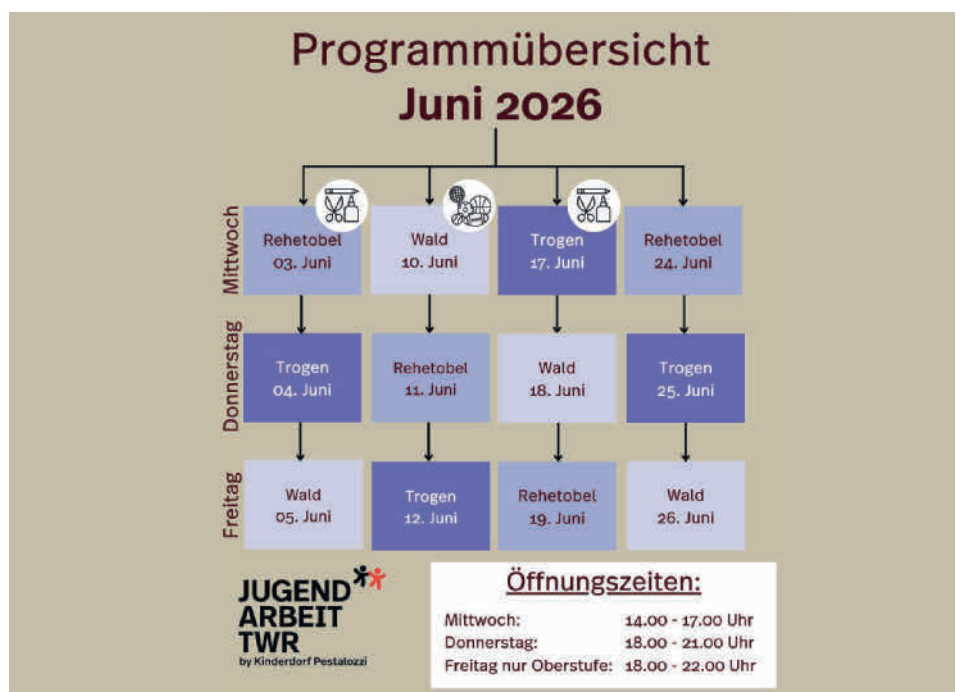 Programmübersicht
Juni 2026
Mittwoch
Rehetobel
03. Juni
Wald
10. Juni
Trogen
17. Juni
Rehetobel
24. Juni
Donnerstag
Trogen
04. Juni
Rehetobel
11. Juni
Wald
18. Juni
Trogen
25. Juni
Freitag
Wald
05. Juni
Trogen
12. Juni
Rehetobel
19. Juni
Wald
26. Juni
JUGEND
ARBEIT
TWR
by Kinderdorf Pestalozzi
Öffnungszeiten:
Mittwoch: 14.00 - 17.00 Uhr
Donnerstag: 18.00 - 21.00 Uhr
Freitag nur Oberstufe: 18.00 - 22.00 Uhr